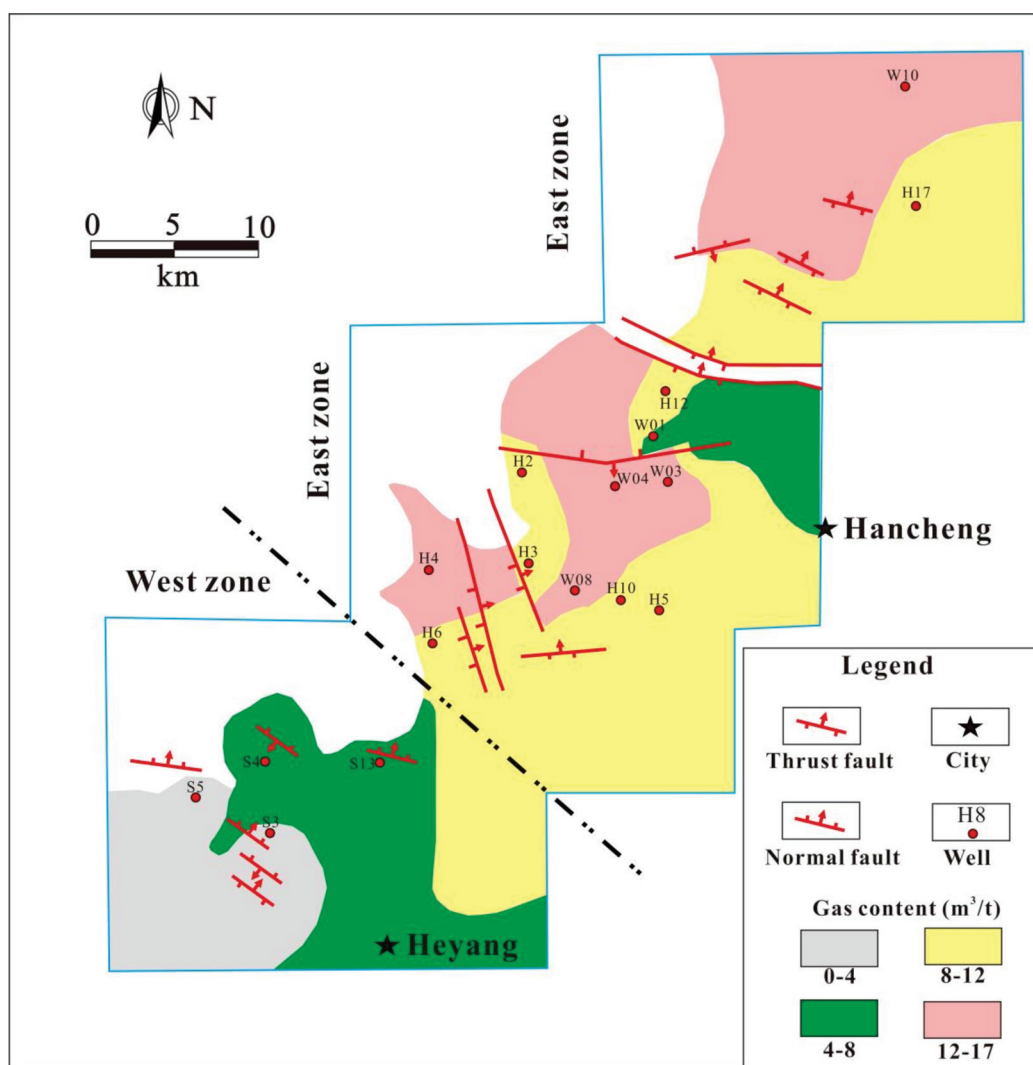 W10
N
East zone
H17
0 5 10
km
H12
W01
East zone
H2
W04
W03
Hancheng
H4
H3
West zone
W08
H10
H5
H6
Legend
Thrust fault
City
S4
S13
S5
S3
H8
Normal fault
Well
Gas content (m³/t)
Heyang
0-4
8-12
4-8
12-17